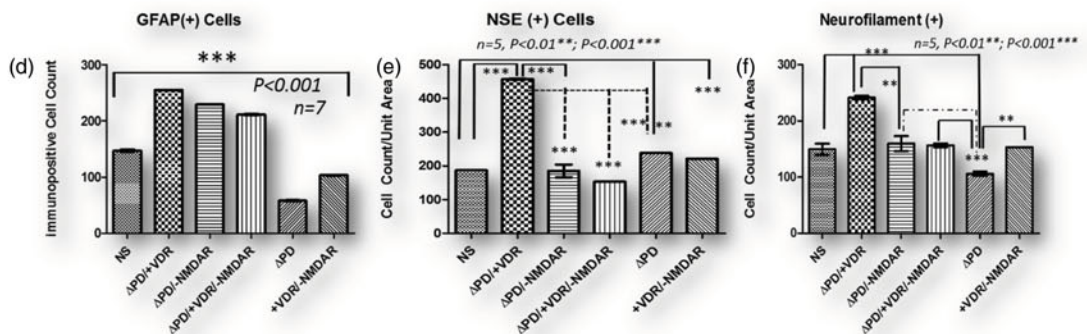 GFAP(+) Cells
(d)
***
P<0.001
n=7
Immunopositive Cell Count
300
200
100
0
NS
ΔPD/+VDR
ΔPD/-NMDAR
ΔPD/+VDR/-NMDAR
ΔPD
+VDR/-NMDAR
NSE (+) Cells
n=5, P<0.01**; P<0.001***
(e)
*** ***
***
*** **
*** ***
Cell Count/Unit Area
500
400
300
200
100
0
NS
ΔPD/+VDR
ΔPD/-NMDAR
ΔPD/+VDR/-NMDAR
ΔPD
+VDR/-NMDAR
Neurofilament (+)
n=5, P<0.01**; P<0.001***
(f)
***
**
**
***
Cell Count/Unit Area
300
200
100
0
NS
ΔPD/+VDR
ΔPD/-NMDAR
ΔPD/+VDR/-NMDAR
ΔPD
+VDR/-NMDAR